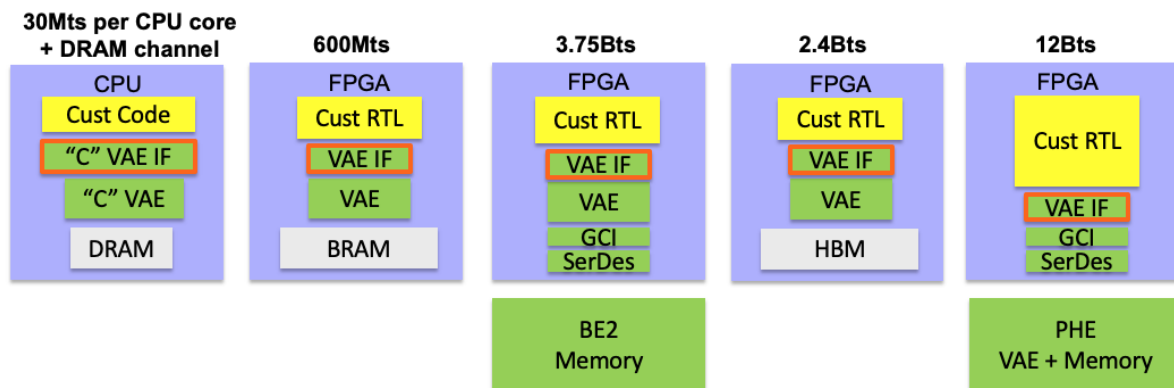 30Mts per CPU core
+ DRAM channel
CPU
Cust Code
“C” VAE IF
“C” VAE
DRAM
600Mts
FPGA
Cust RTL
VAE IF
VAE
BRAM
3.75Bts
FPGA
Cust RTL
VAE IF
VAE
GCI
SerDes
BE2
Memory
2.4Bts
FPGA
Cust RTL
VAE IF
VAE
HBM
12Bts
FPGA
Cust RTL
VAE IF
GCI
SerDes
PHE
VAE + Memory